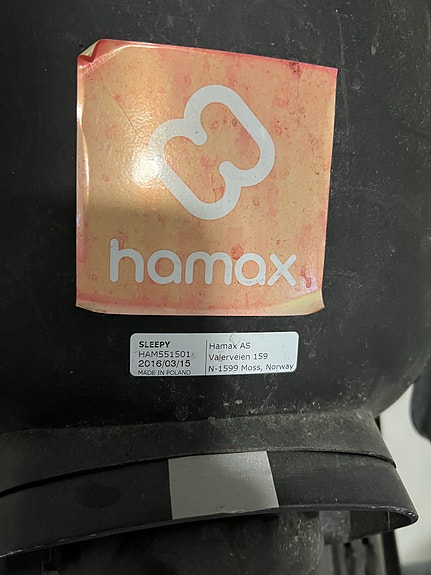 hamax
SLEEPY
HAM551501
2016/03/15
MADE IN POLAND
Hamax AS
Valerveien 159
N-1599 Moss, Norway